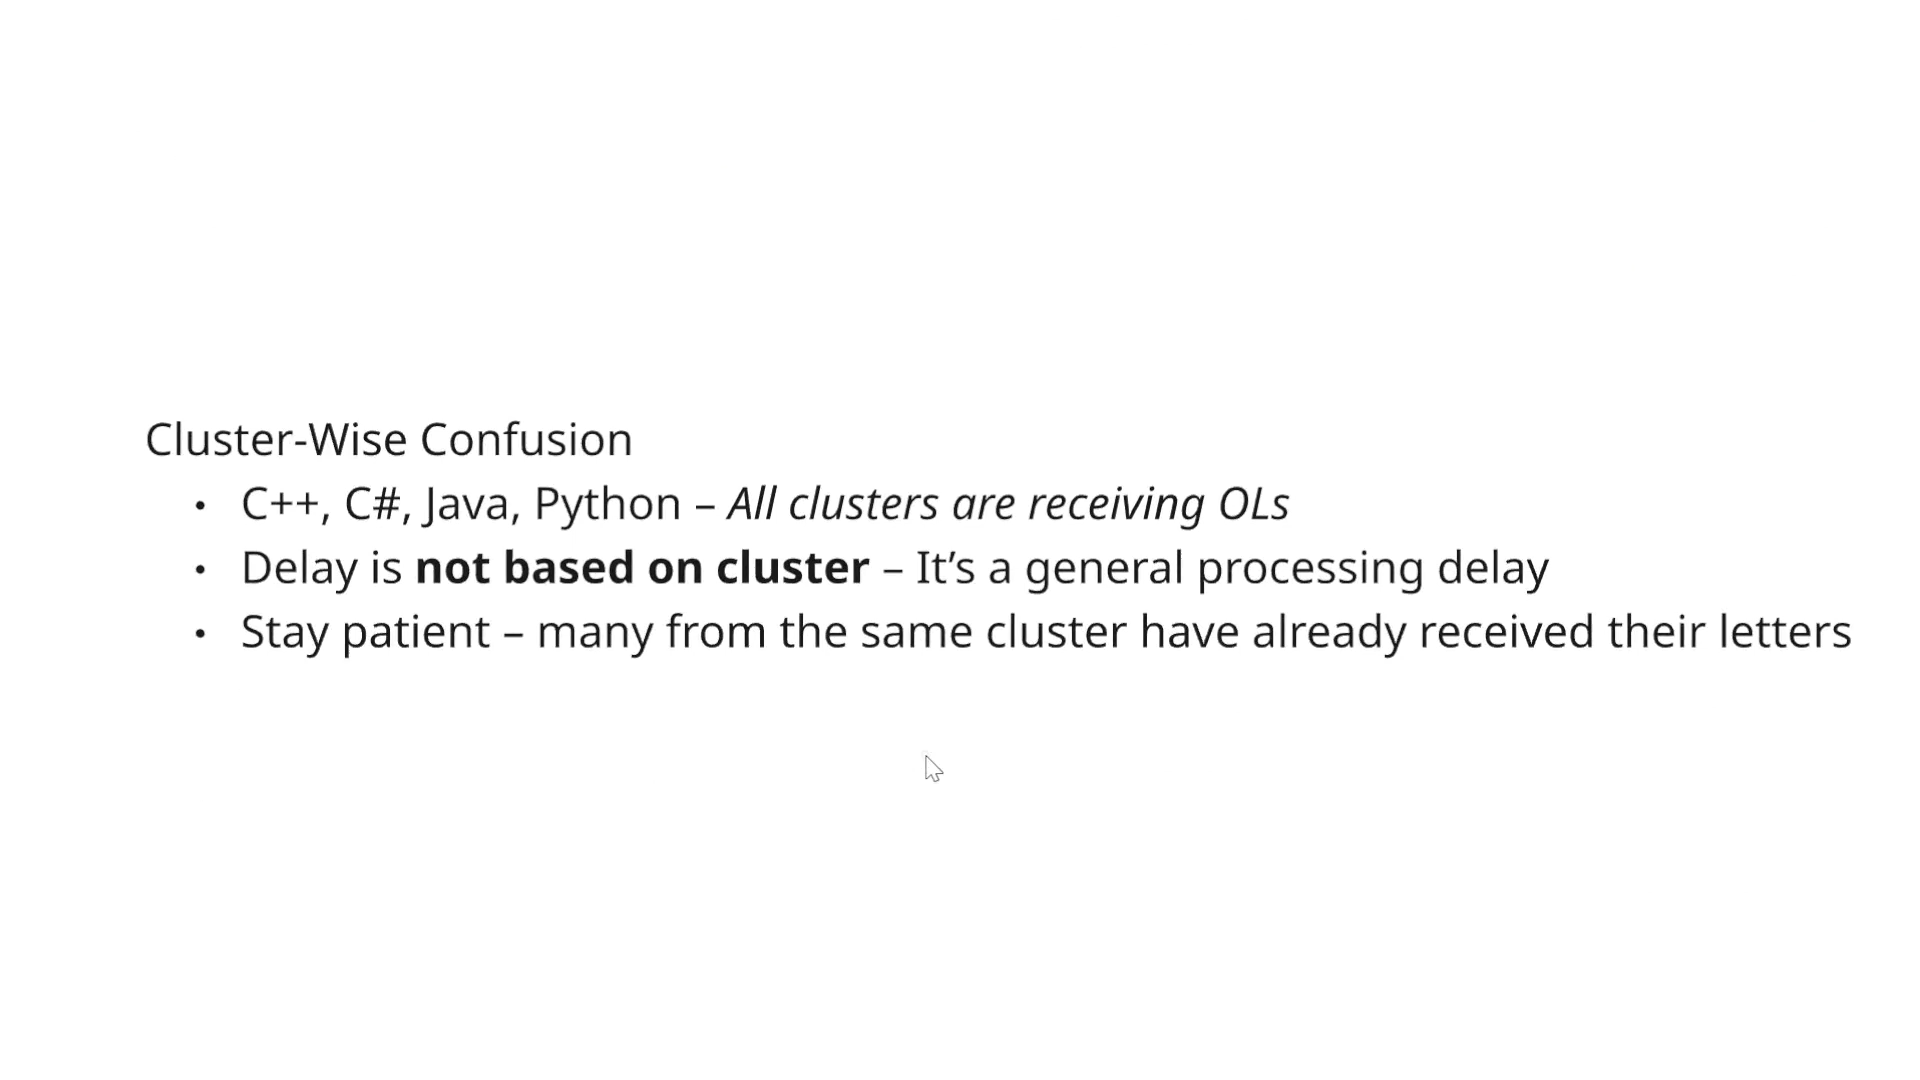 Cluster-Wise Confusion
• C++, C#, Java, Python – All clusters are receiving OLs
• Delay is not based on cluster – It’s a general processing delay
• Stay patient – many from the same cluster have already received their letters